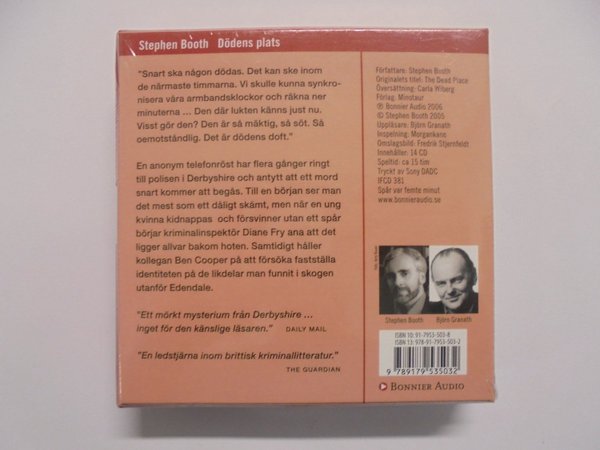 Stephen Booth Dödens plats
"Snart ska någon dödas. Det kan ske inom
de närmaste timmarna. Vi skulle kunna synkro-
nisera våra armbandsklockor och räkna ner
minuterna ... Den där lukten känns just nu.
Visst gör den? Den är så mäktig, så söt. Så
oemotståndlig. Det är dödens doft."
En anonym telefonröst har flera gånger ringt
till polisen i Derbyshire och antytt att ett mord
snart kommer att begås. Till en början ser man
det mest som ett dåligt skämt, men när en ung
kvinna kidnappas och försvinner utan ett spår
börjar kriminalinspektör Diane Fry ana att det
ligger allvar bakom hoten. Samtidigt håller
kollegan Ben Cooper på att försöka fastställa
identiteten på de likdelar man funnit i skogen
utanför Edendale.
"Ett mörkt mysterium från Derbyshire ...
inget för den känslige läsaren." DAILY MAIL
"En ledstjärna inom brittisk kriminallitteratur."
THE GUARDIAN
Författare: Stephen Booth
Originalets titel: The Dead Place
Översättning: Carla Wiberg
Förlag: Minotaur
℗ Bonnier Audio 2006
© Stephen Booth 2005
Uppläsare: Björn Granath
Inspelning: Morgankane
Omslagsbild: Fredrik Stjernfeldt
Innehåller: 14 CD
Speltid: ca 15 tim
Tryckt av Sony DADC
IFCD 381
Spår var femte minut
www.bonnieraudio.se
Stephen Booth Björn Granath
ISBN 10: 91-7953-503-8
ISBN 13: 978-91-7953-503-2
9 789179 535032
BONNIER AUDIO